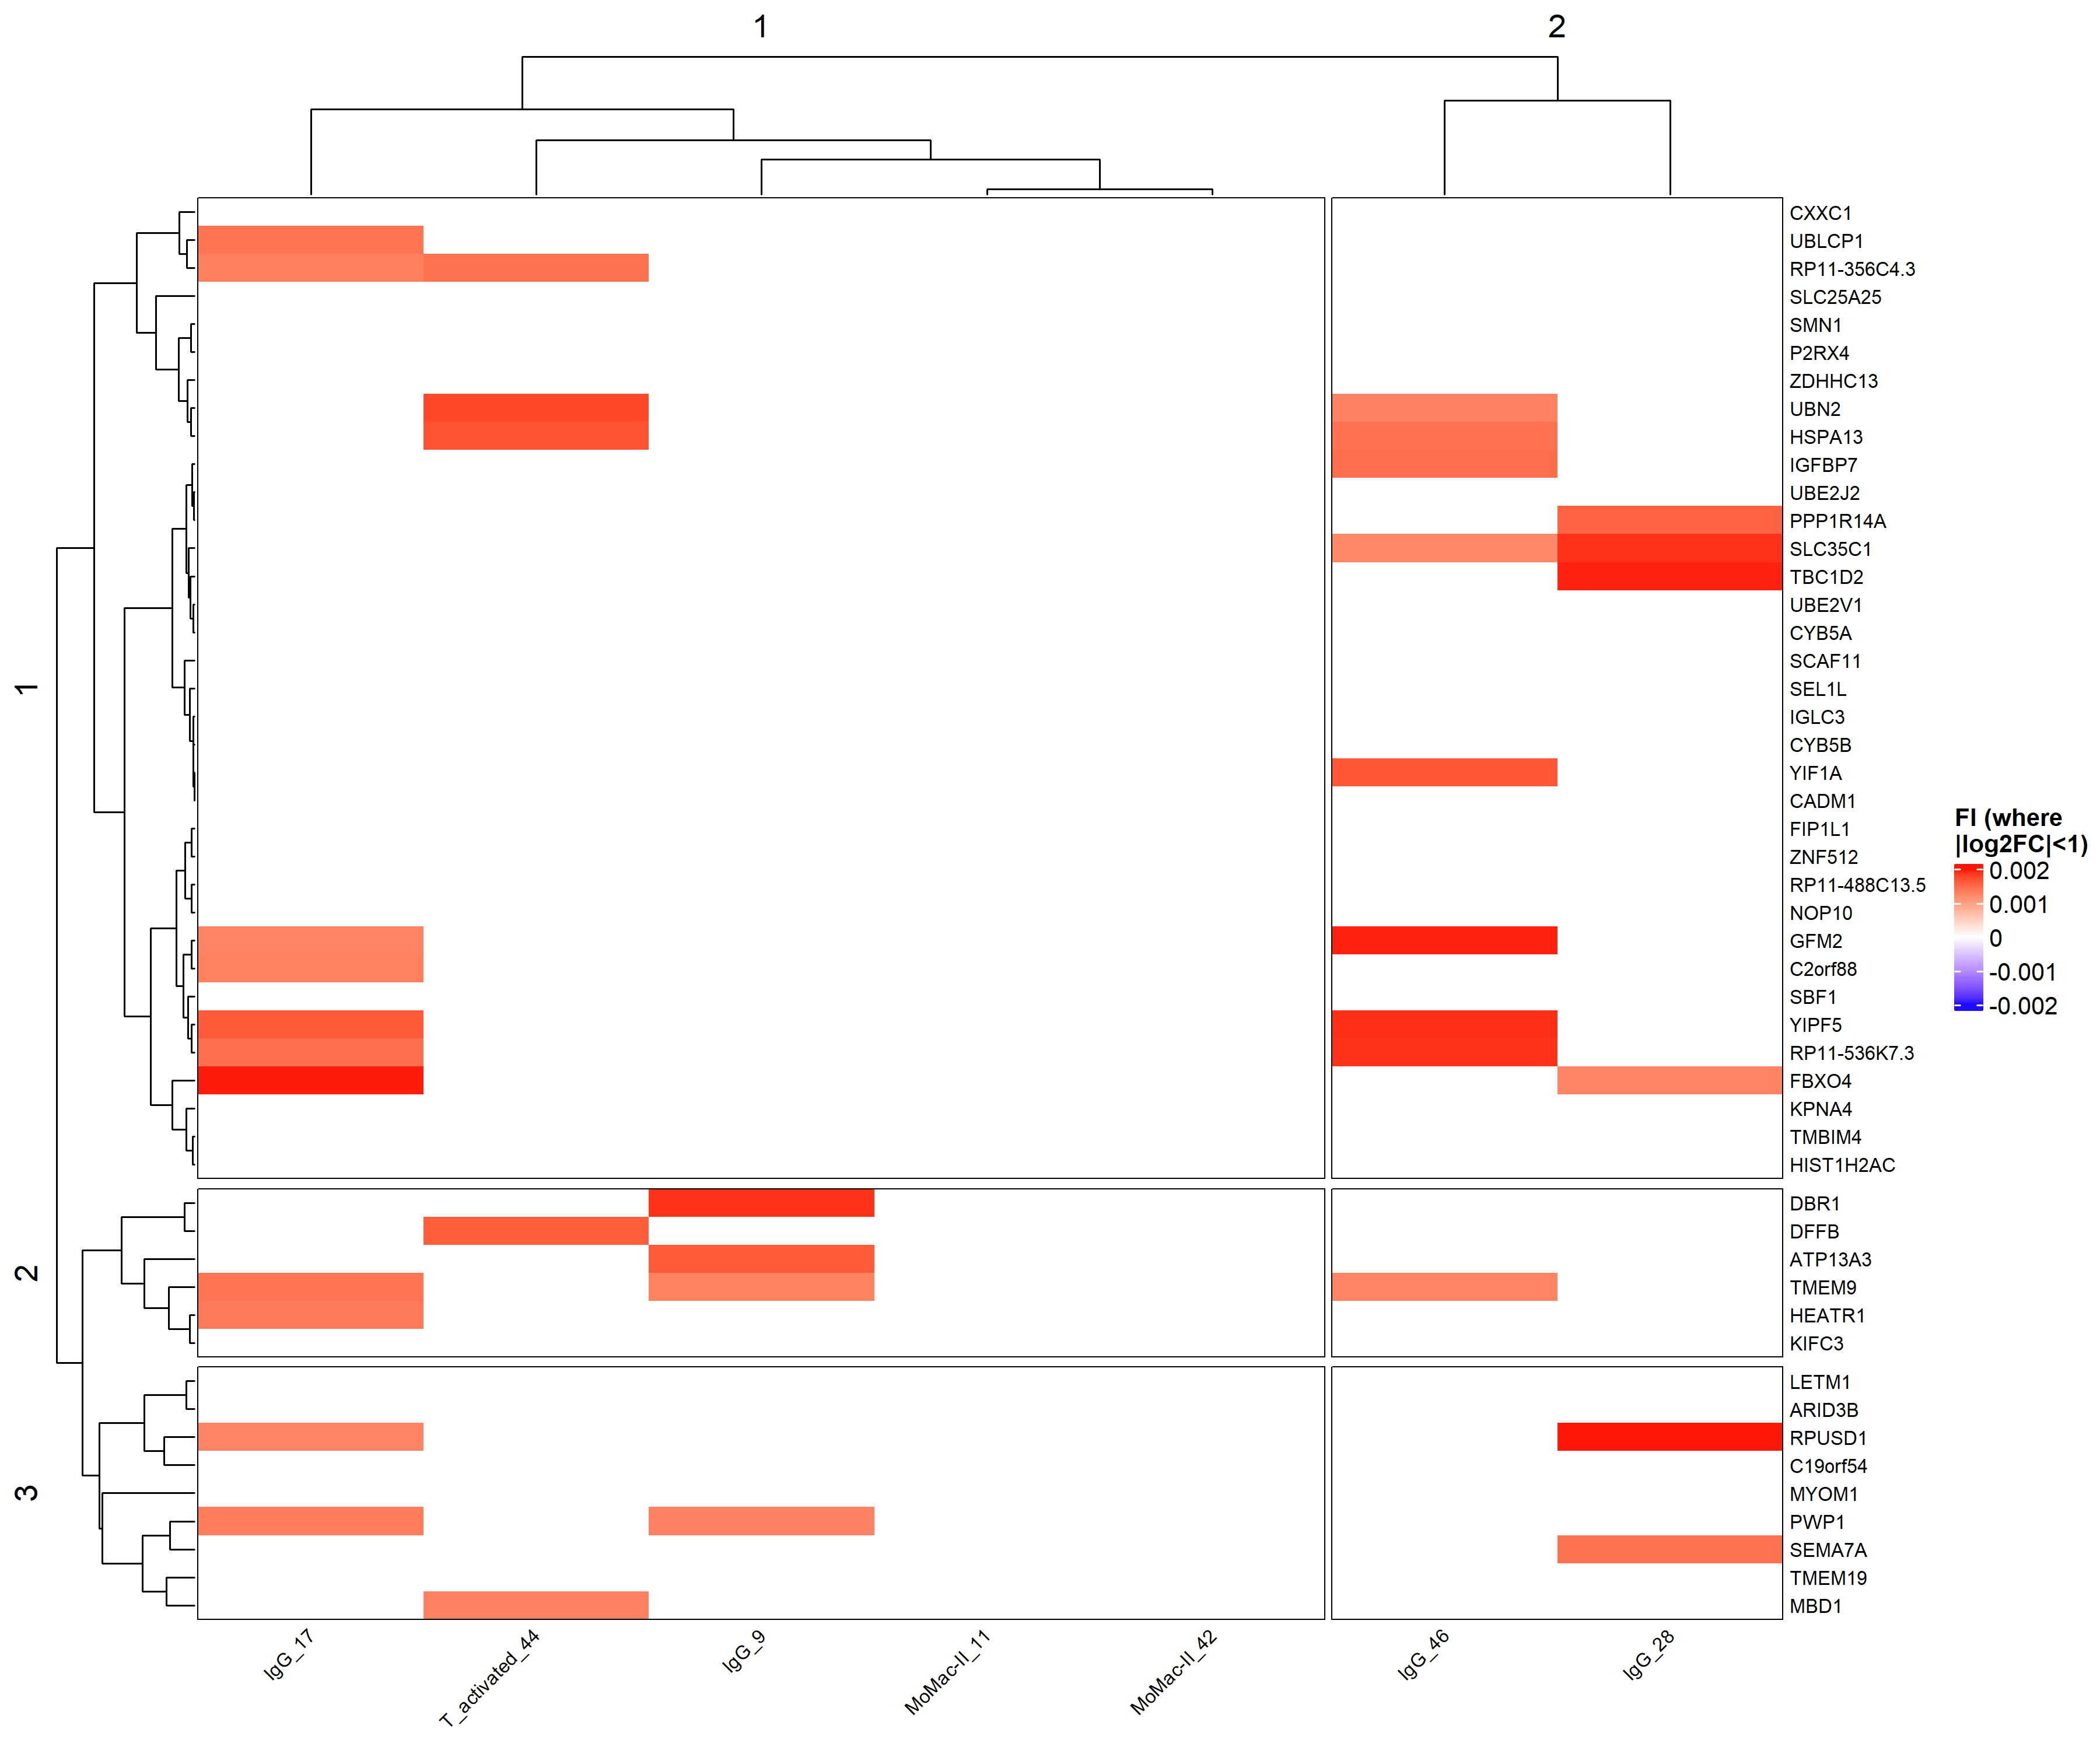 1
2
CXXC1
UBLCP1
RP11-356C4.3
SLC25A25
SMN1
P2RX4
ZDHHC13
UBN2
HSPA13
IGFBP7
UBE2J2
PPP1R14A
SLC35C1
TBC1D2
UBE2V1
CYB5A
SCAF11
SEL1L
IGLC3
CYB5B
YIF1A
CADM1
FIP1L1
ZNF512
RP11-488C13.5
NOP10
GFM2
C2orf88
SBF1
YIPF5
RP11-536K7.3
FBXO4
KPNA4
TMBIM4
HIST1H2AC
DBR1
DFFB
ATP13A3
TMEM9
HEATR1
KIFC3
LETM1
ARID3B
RPUSD1
C19orf54
MYOM1
PWP1
SEMA7A
TMEM19
MBD1
1
2
3
IgG_17
T_activated_44
IgG_9
MoMac-II_11
MoMac-II_42
IgG_46
IgG_28
FI (where
|log2FC|<1)
0.002
0.001
0
-0.001
-0.002